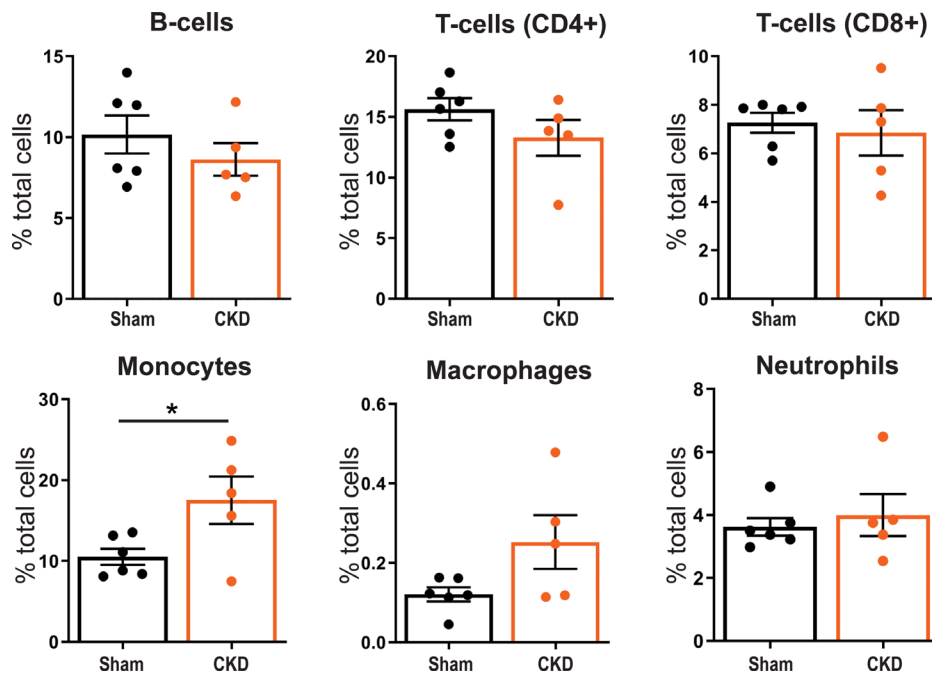 B-cells
T-cells (CD4+)
T-cells (CD8+)
% total cells
15
10
5
0
Sham
CKD
% total cells
20
15
10
5
0
Sham
CKD
% total cells
10
8
6
4
2
0
Sham
CKD
Monocytes
Macrophages
Neutrophils
% total cells
30
20
10
0
*
Sham
CKD
% total cells
0.6
0.4
0.2
0.0
Sham
CKD
% total cells
8
6
4
2
0
Sham
CKD